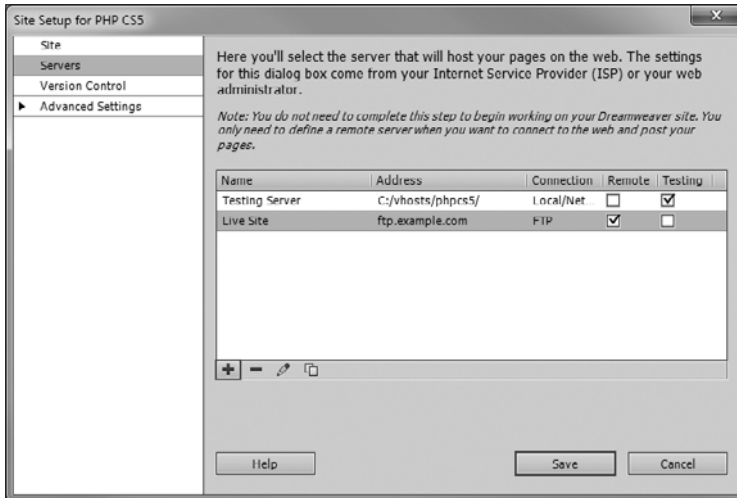 Site Setup for PHP CS5
Site
Servers
Version Control
Advanced Settings
Here you'll select the server that will host your pages on the web. The settings
for this dialog box come from your Internet Service Provider (ISP) or your web
administrator.
Note: You do not need to complete this step to begin working on your Dreamweaver site. You
only need to define a remote server when you want to connect to the web and post your
pages.
Name Address Connection Remote Testing
Testing Server C:/vhosts/phpcs5/ Local/Net...
Live Site ftp.example.com FTP
Help Save Cancel